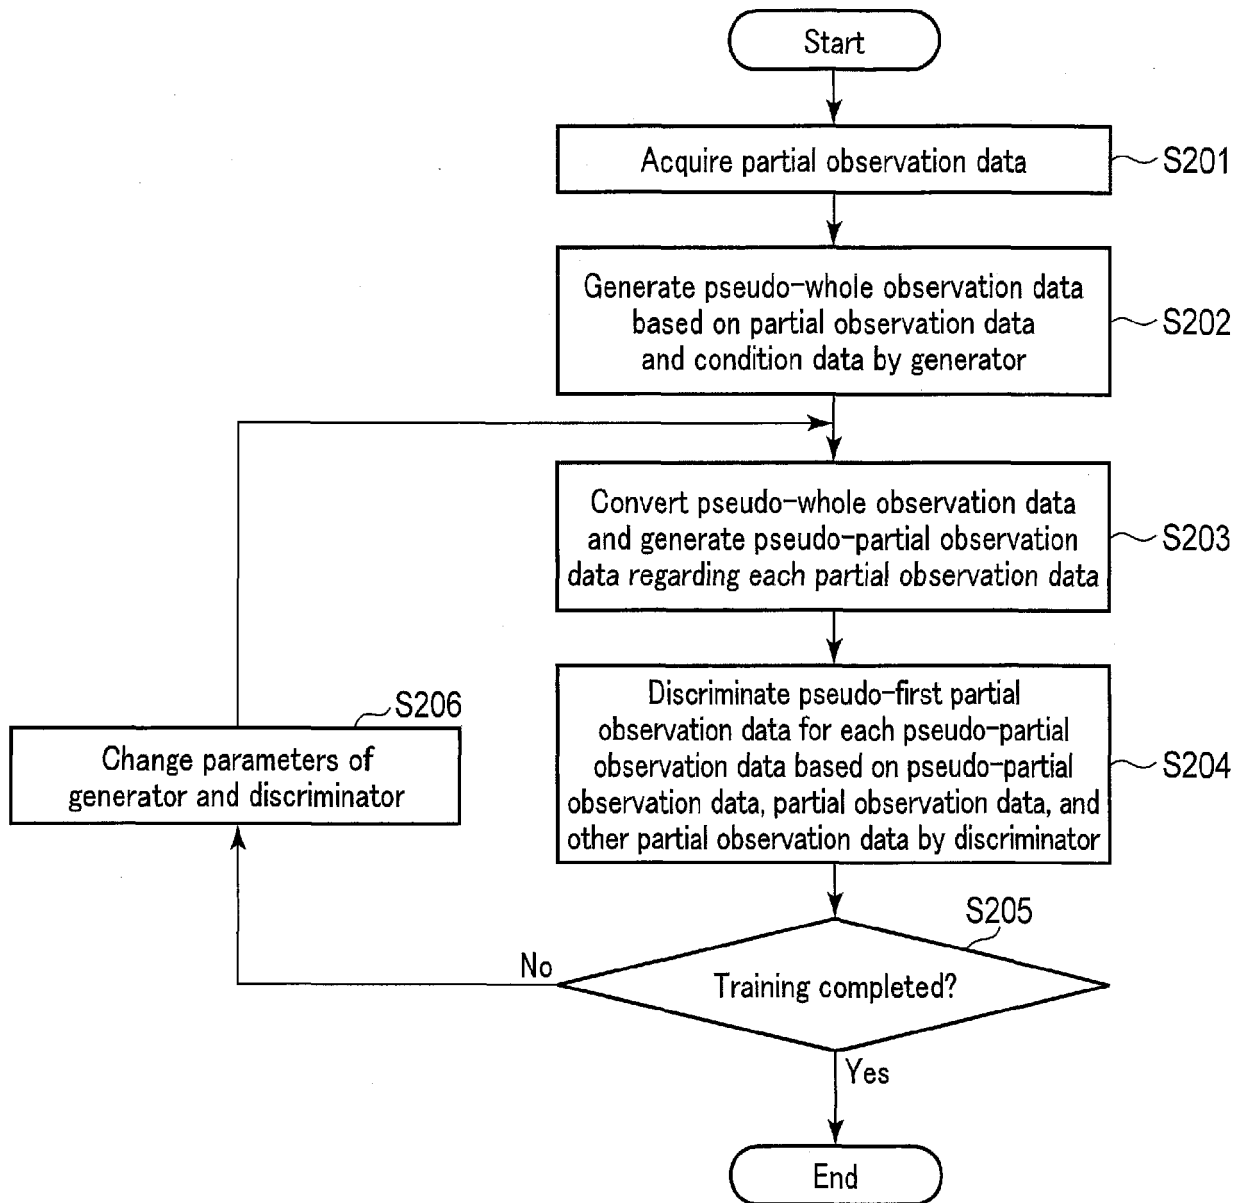 Start
Acquire partial observation data
S201
Generate pseudo-whole observation data
based on partial observation data
and condition data by generator
S202
Convert pseudo-whole observation data
and generate pseudo-partial observation
data regarding each partial observation data
S203
Discriminate pseudo-first partial
observation data for each pseudo-partial
observation data based on pseudo-partial
observation data, partial observation data, and
other partial observation data by discriminator
S204
S206
Change parameters of
generator and discriminator
S205
Training completed?
No
Yes
End